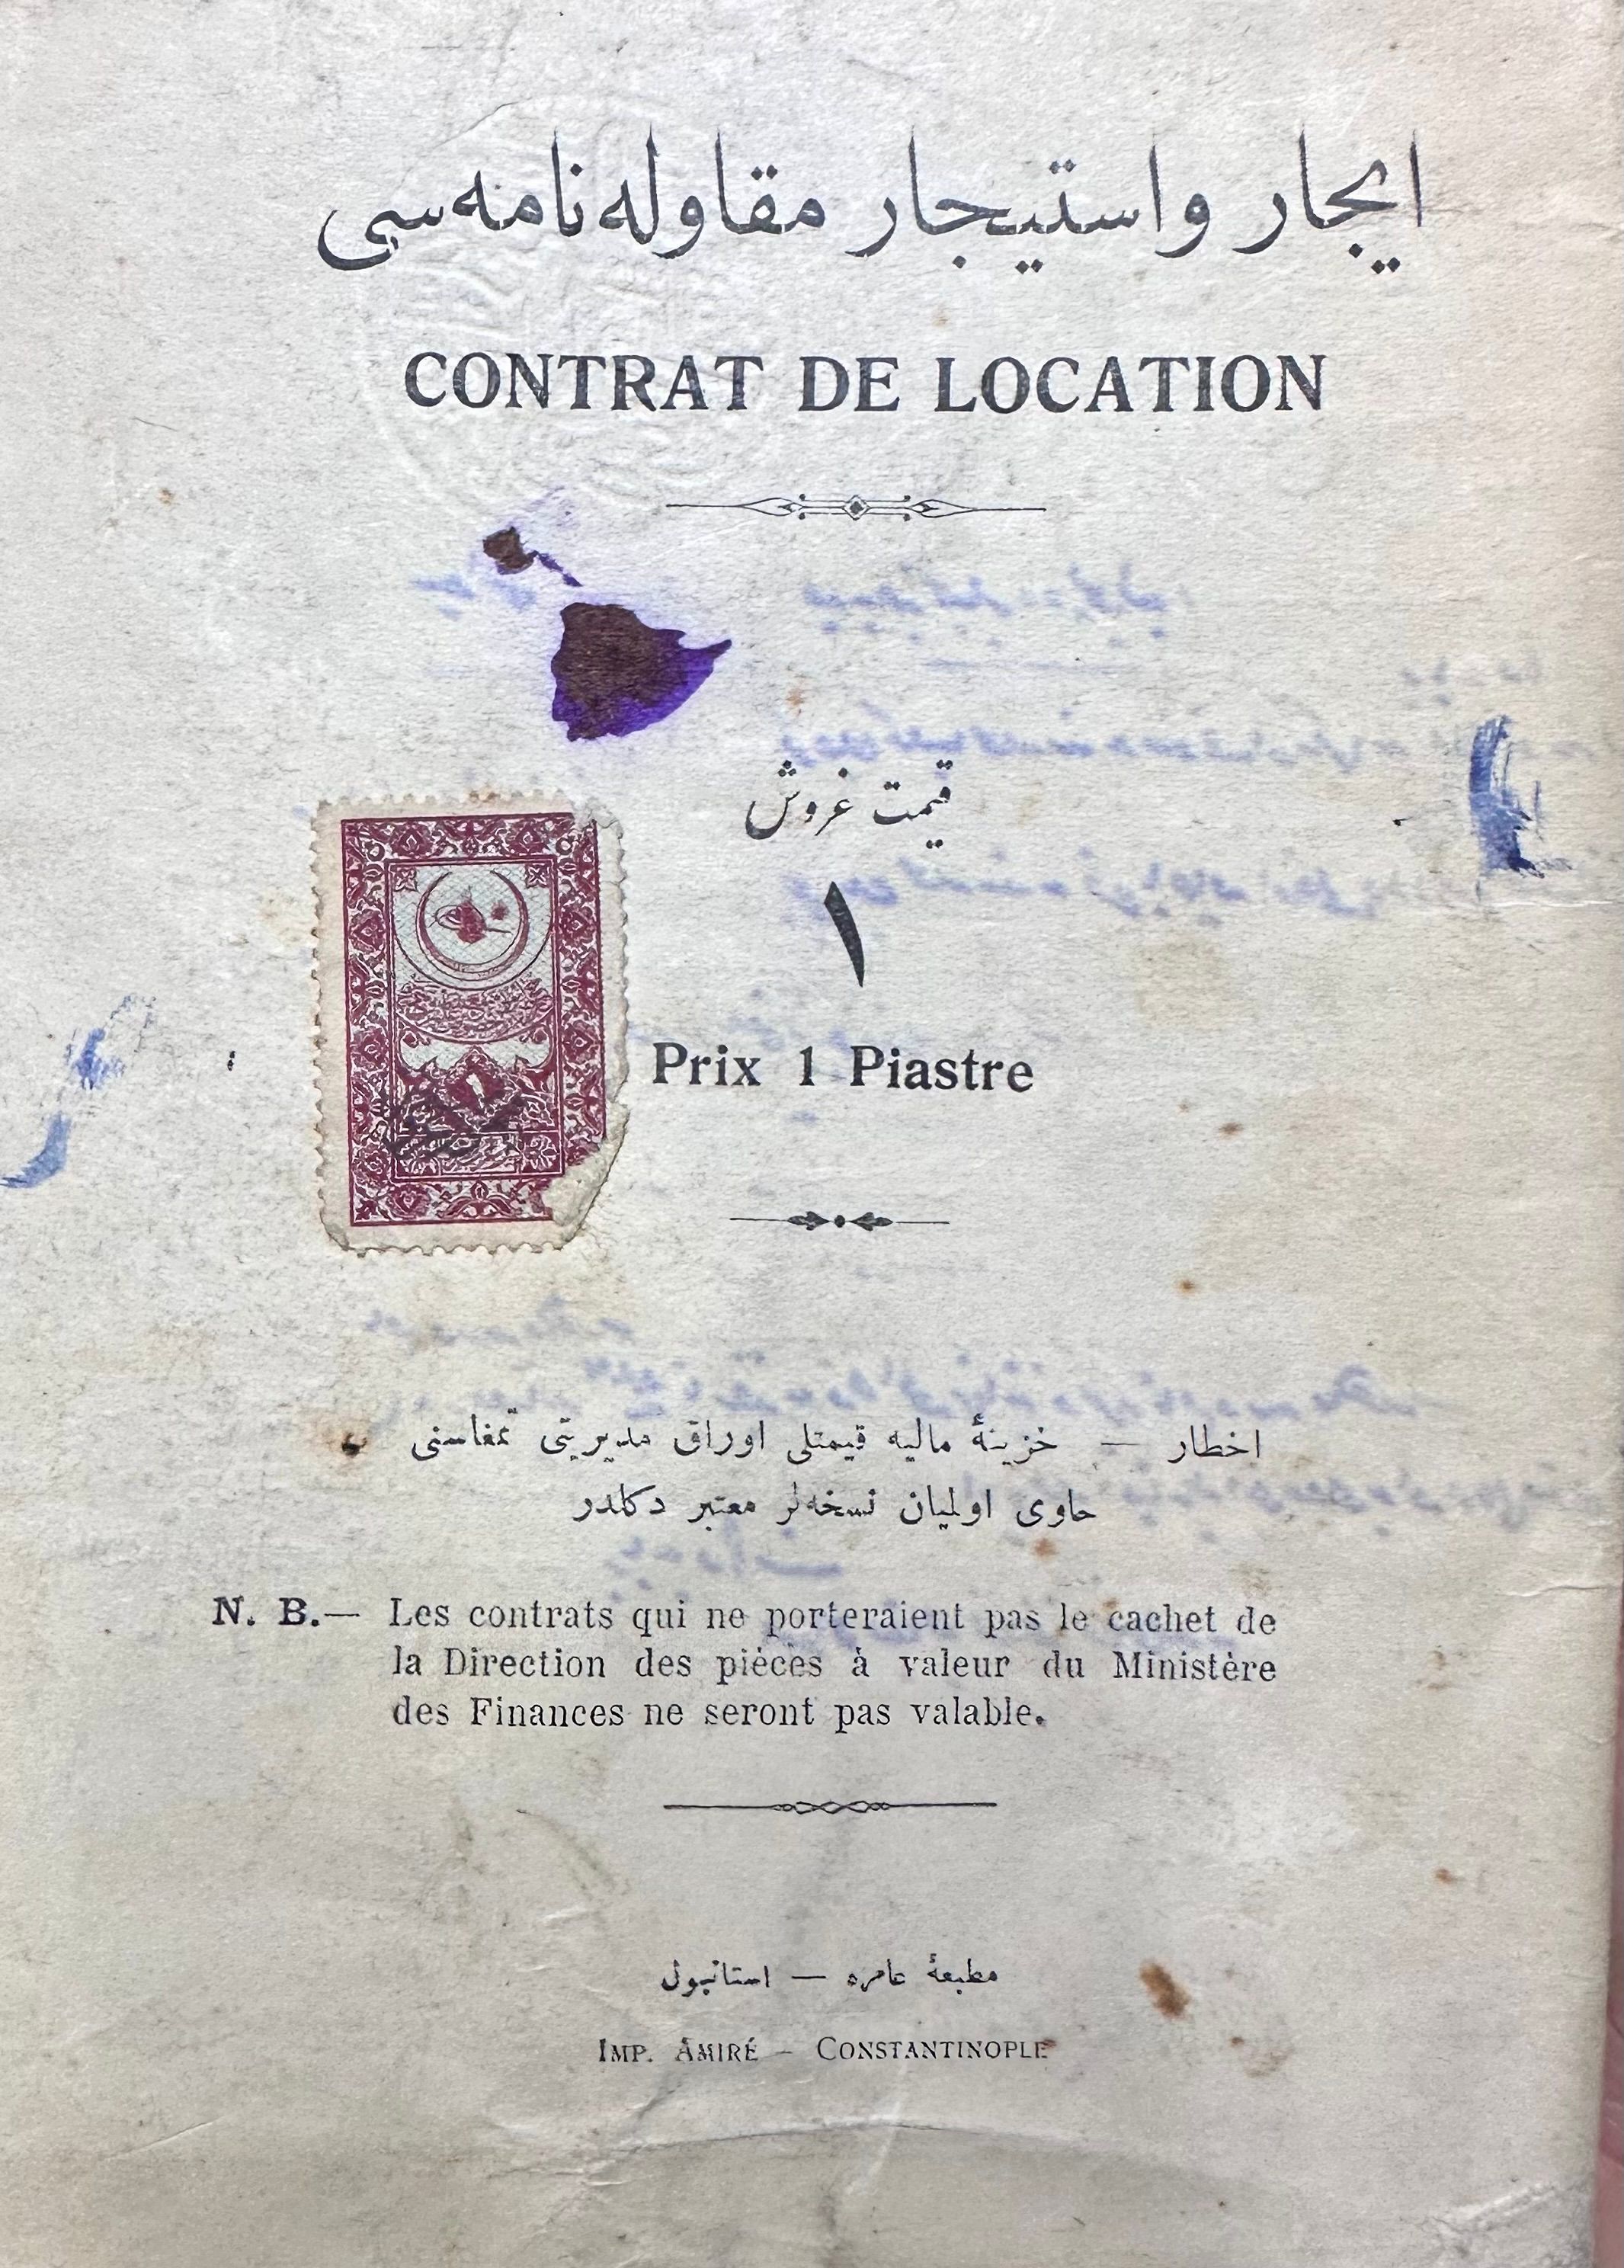 ایجار واستیجار مقاوله‌نامه‌سی
CONTRAT DE LOCATION
قیمت غروش
١
Prix 1 Piastre
اخطار — خزینهٔ مالیه قیمتلی اوراق مدیریتی تمغاسنی
حاوی اولمیان نسخه‌لر معتبر دکلدر
N. B.— Les contrats qui ne porteraient pas le cachet de
la Direction des pièces à valeur du Ministère
des Finances ne seront pas valable.
مطبعهٔ عامره — استانبول
IMP. AMIRÉ – CONSTANTINOPLE